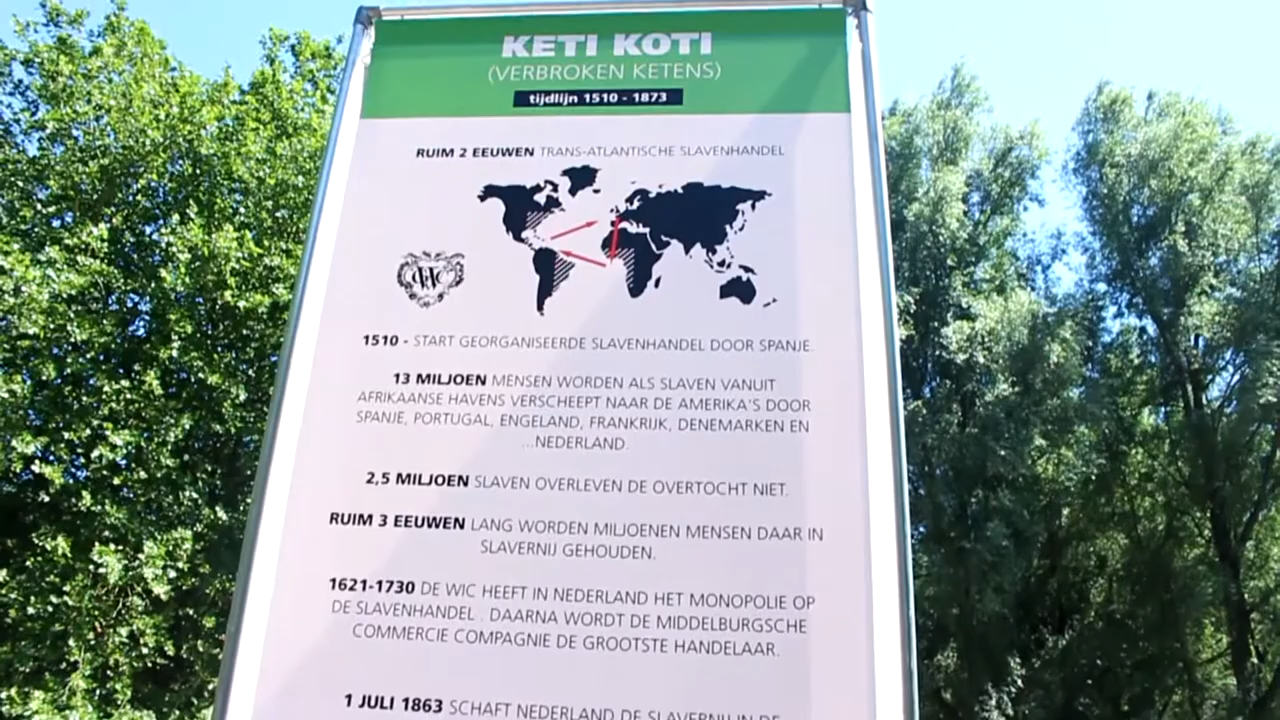 KETI KOTI
(VERBROKEN KETENS)
tijdlijn 1510 - 1873
RUIM 2 EEUWEN TRANS-ATLANTISCHE SLAVENHANDEL
1510 - START GEORGANISEERDE SLAVENHANDEL DOOR SPANJE.
13 MILJOEN MENSEN WORDEN ALS SLAVEN VANUIT
AFRIKAANSE HAVENS VERSCHEEPT NAAR DE AMERIKA'S DOOR
SPANJE, PORTUGAL, ENGELAND, FRANKRIJK, DENEMARKEN EN
...NEDERLAND.
2,5 MILJOEN SLAVEN OVERLEVEN DE OVERTOCHT NIET.
RUIM 3 EEUWEN LANG WORDEN MILJOENEN MENSEN DAAR IN
SLAVERNIJ GEHOUDEN.
1621-1730 DE WIC HEEFT IN NEDERLAND HET MONOPOLIE OP
DE SLAVENHANDEL . DAARNA WORDT DE MIDDELBURGSCHE
COMMERCIE COMPAGNIE DE GROOTSTE HANDELAAR.
1 JULI 1863 SCHAFT NEDERLAND DE SLAVERNIJ IN DE